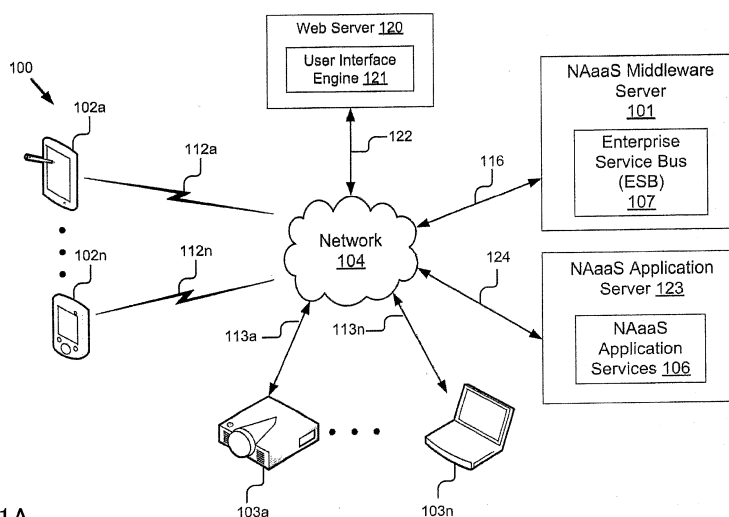 100
102a
112a
102n
112n
Web Server 120
User Interface
Engine 121
122
NAaaS Middleware
Server
101
Enterprise
Service Bus
(ESB)
107
116
Network
104
124
NAaaS Application
Server 123
NAaaS
Application
Services 106
113a
113n
103a
103n
1A